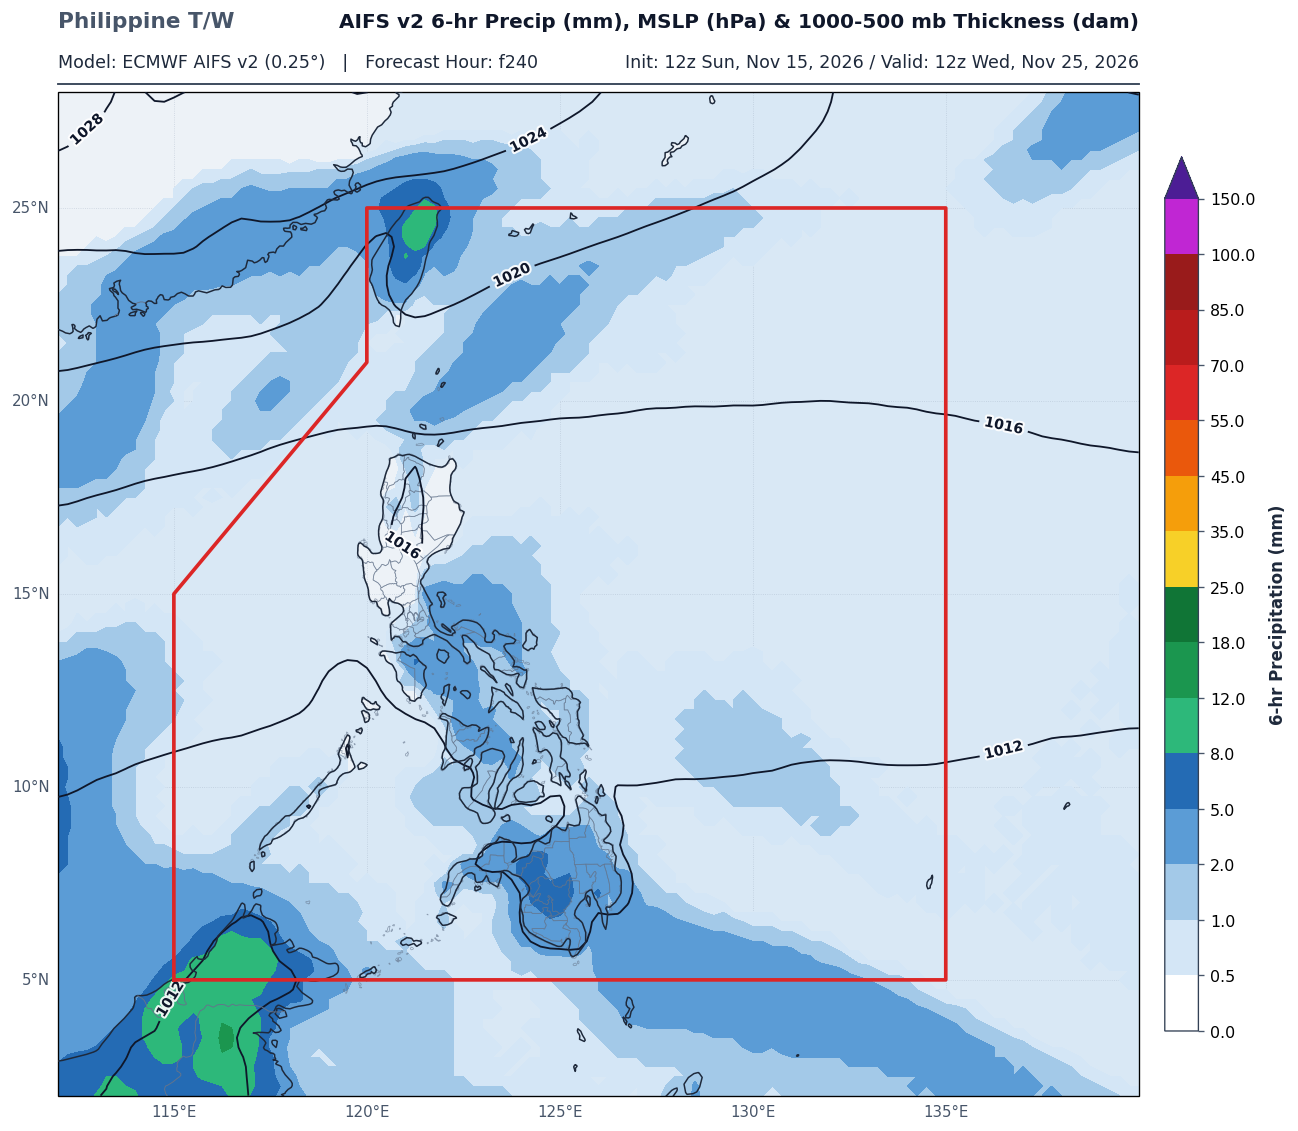 Philippine T/W
AIFS v2 6-hr Precip (mm), MSLP (hPa) & 1000-500 mb Thickness (dam)
Model: ECMWF AIFS v2 (0.25°) | Forecast Hour: f240
Init: 12z Sun, Nov 15, 2026 / Valid: 12z Wed, Nov 25, 2026
1028
1024
1020
1016
1016
1012
1012
25°N
20°N
15°N
10°N
5°N
115°E
120°E
125°E
130°E
135°E
150.0
100.0
85.0
70.0
55.0
45.0
35.0
25.0
18.0
12.0
8.0
5.0
2.0
1.0
0.5
0.0
6-hr Precipitation (mm)